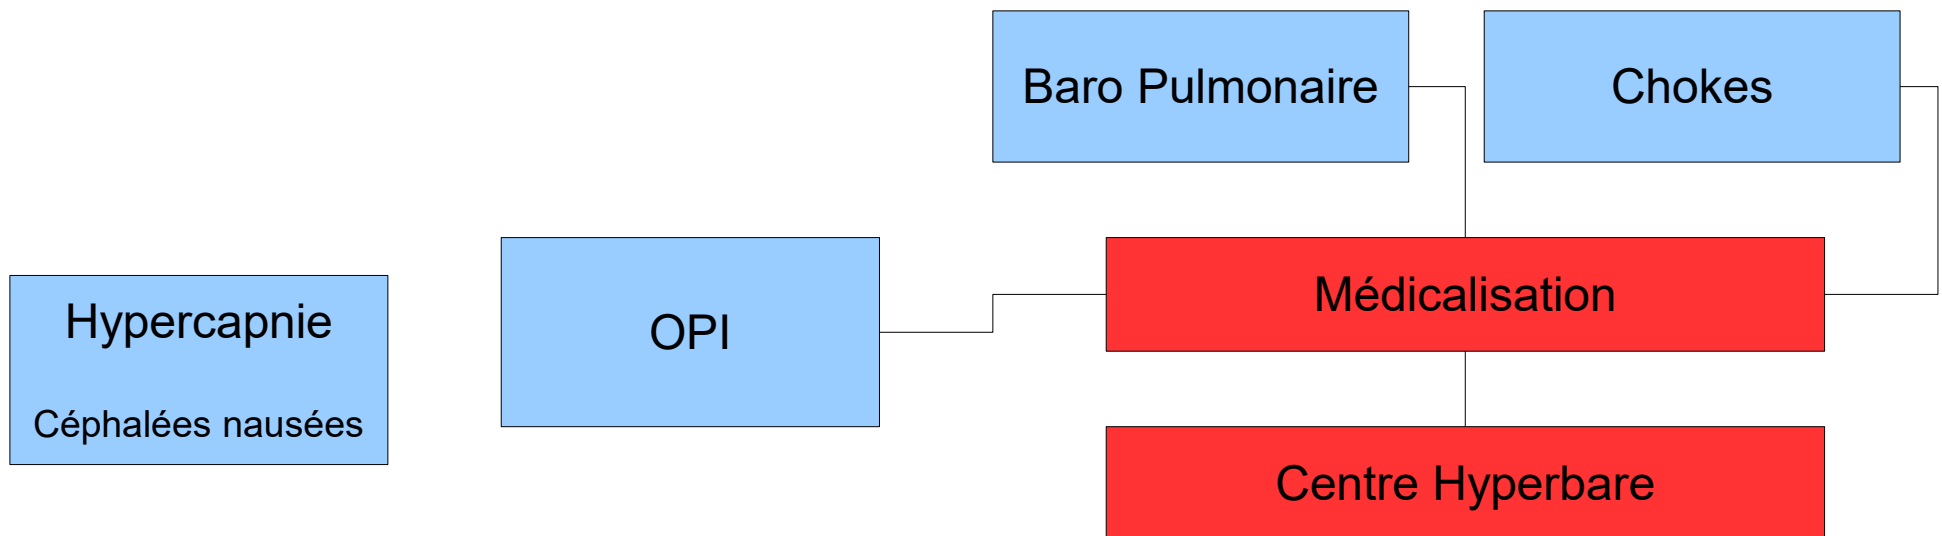 Baro Pulmonaire
Chokes
Médicalisation
Hypercapnie
OPI
Céphalées nausées
Centre Hyperbare